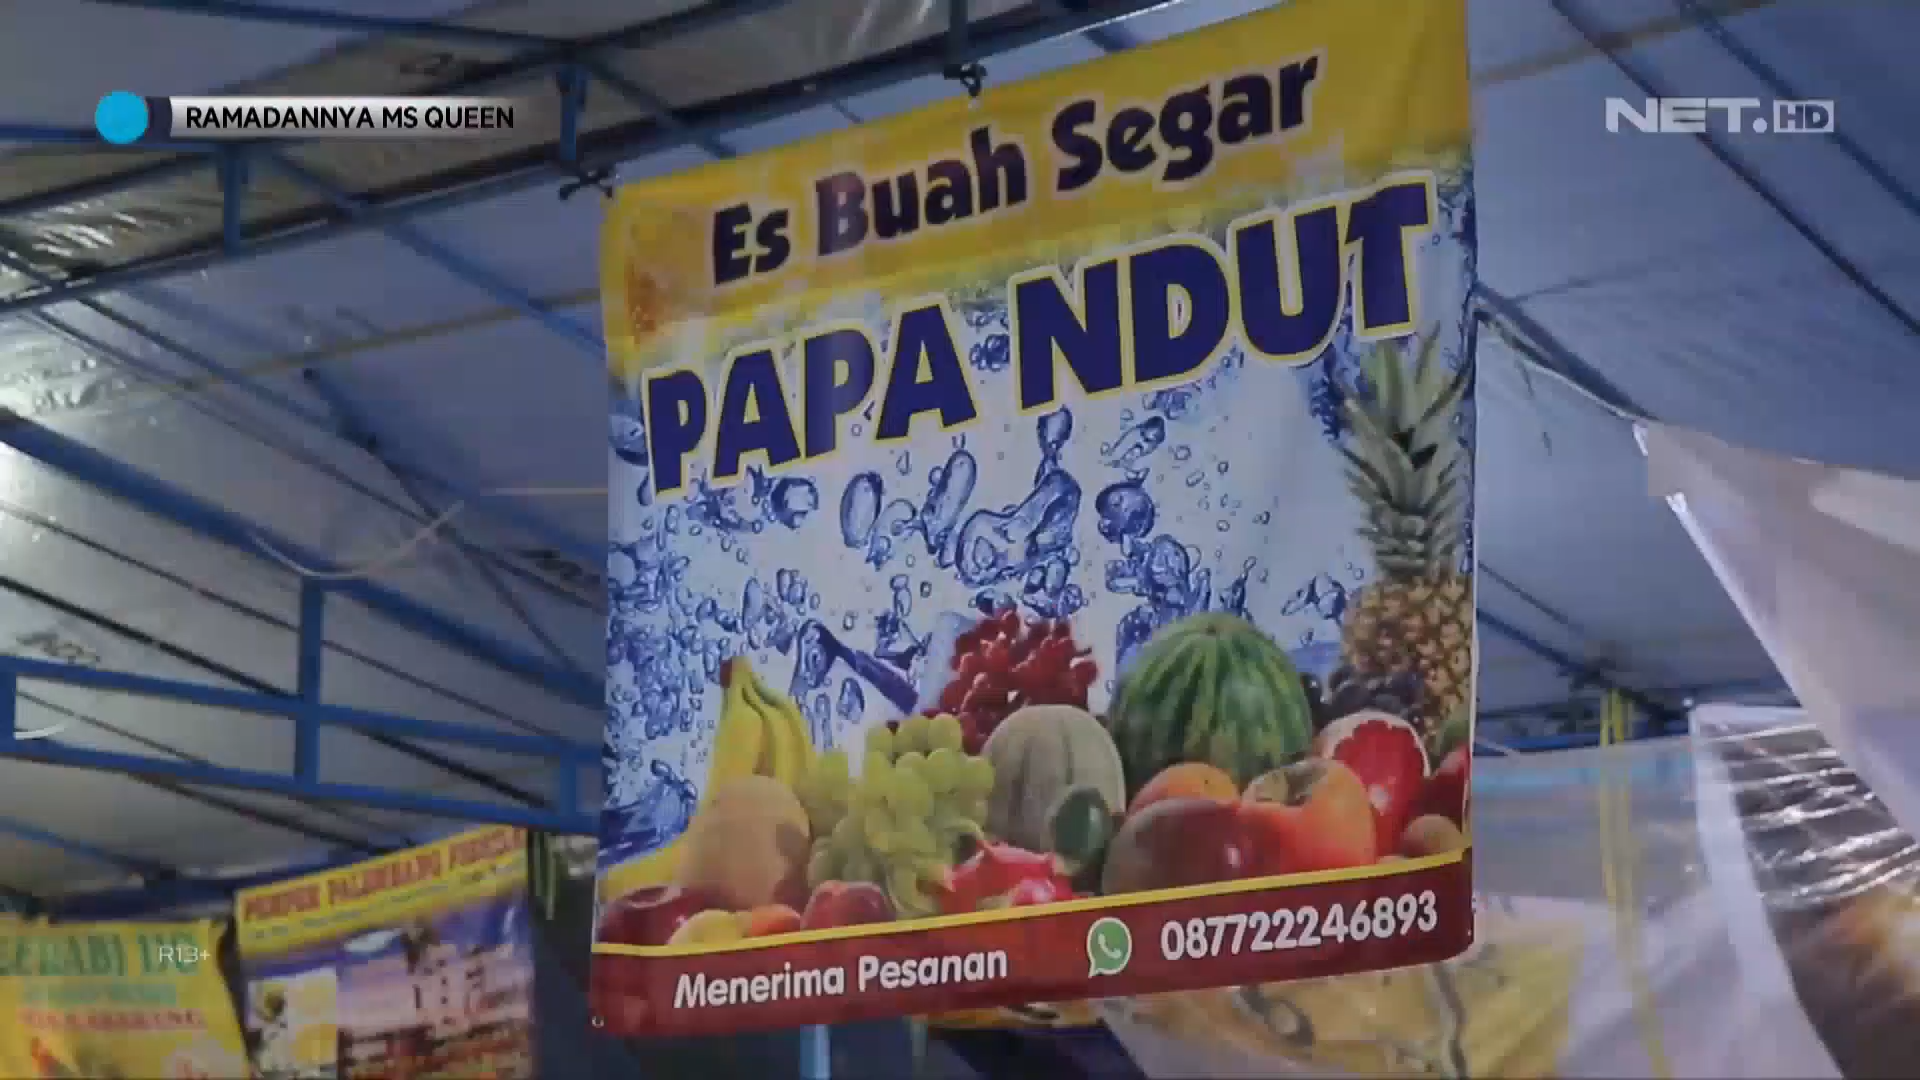 RAMADANNYA MS QUEEN
NET.HD
Es Buah Segar
PAPA NDUT
Menerima Pesanan
087722246893
R13+